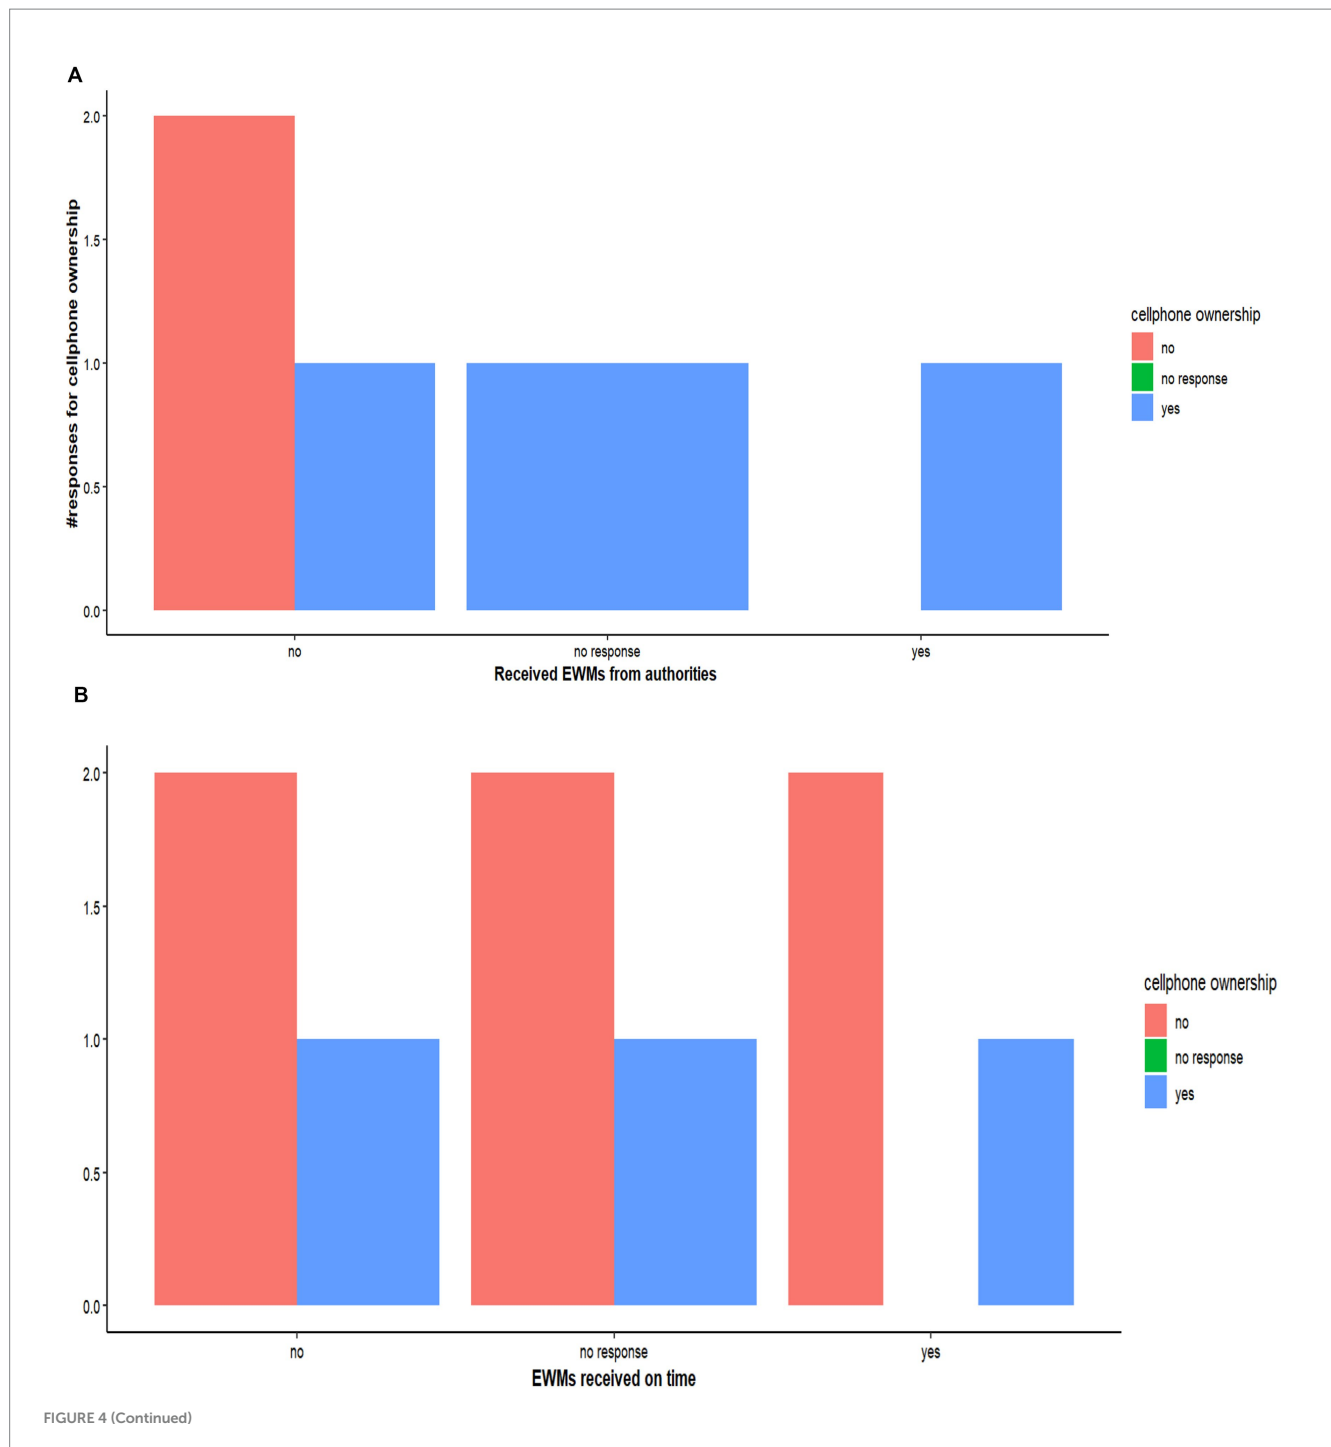 A
#responses for cellphone ownership
2.0
1.5
1.0
0.5
0.0
no
no response
yes
Received EWMs from authorities
cellphone ownership
no
no response
yes
B
2.0
1.5
1.0
0.5
0.0
no
no response
yes
EWMs received on time
cellphone ownership
no
no response
yes
FIGURE 4 (Continued)